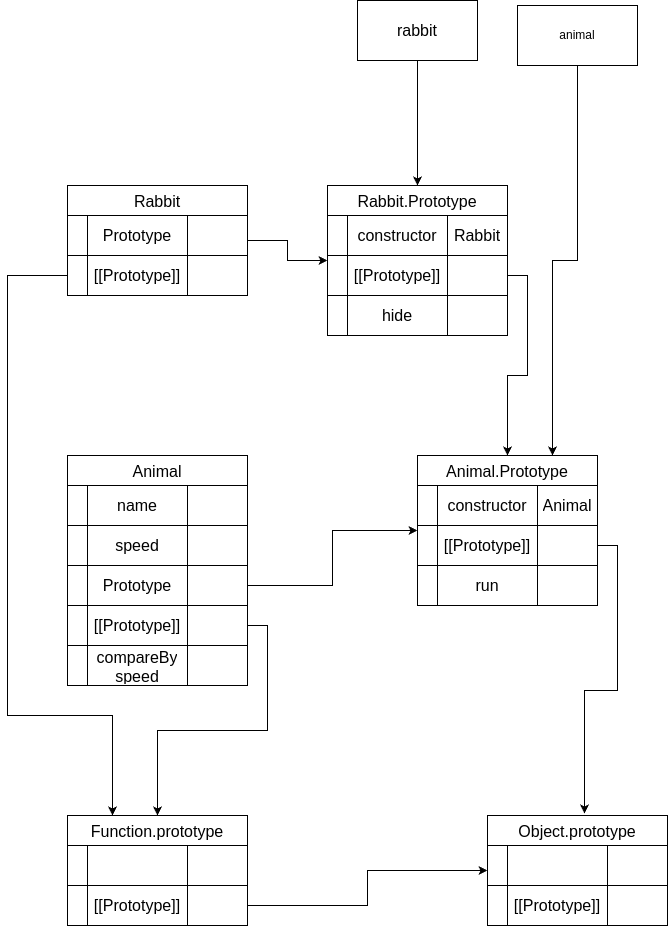 rabbit
animal
Rabbit
Prototype
[[Prototype]]
Rabbit.Prototype
constructor Rabbit
[[Prototype]]
hide
Animal
name
speed
Prototype
[[Prototype]]
compareBy
speed
Animal.Prototype
constructor Animal
[[Prototype]]
run
Function.prototype
[[Prototype]]
Object.prototype
[[Prototype]]